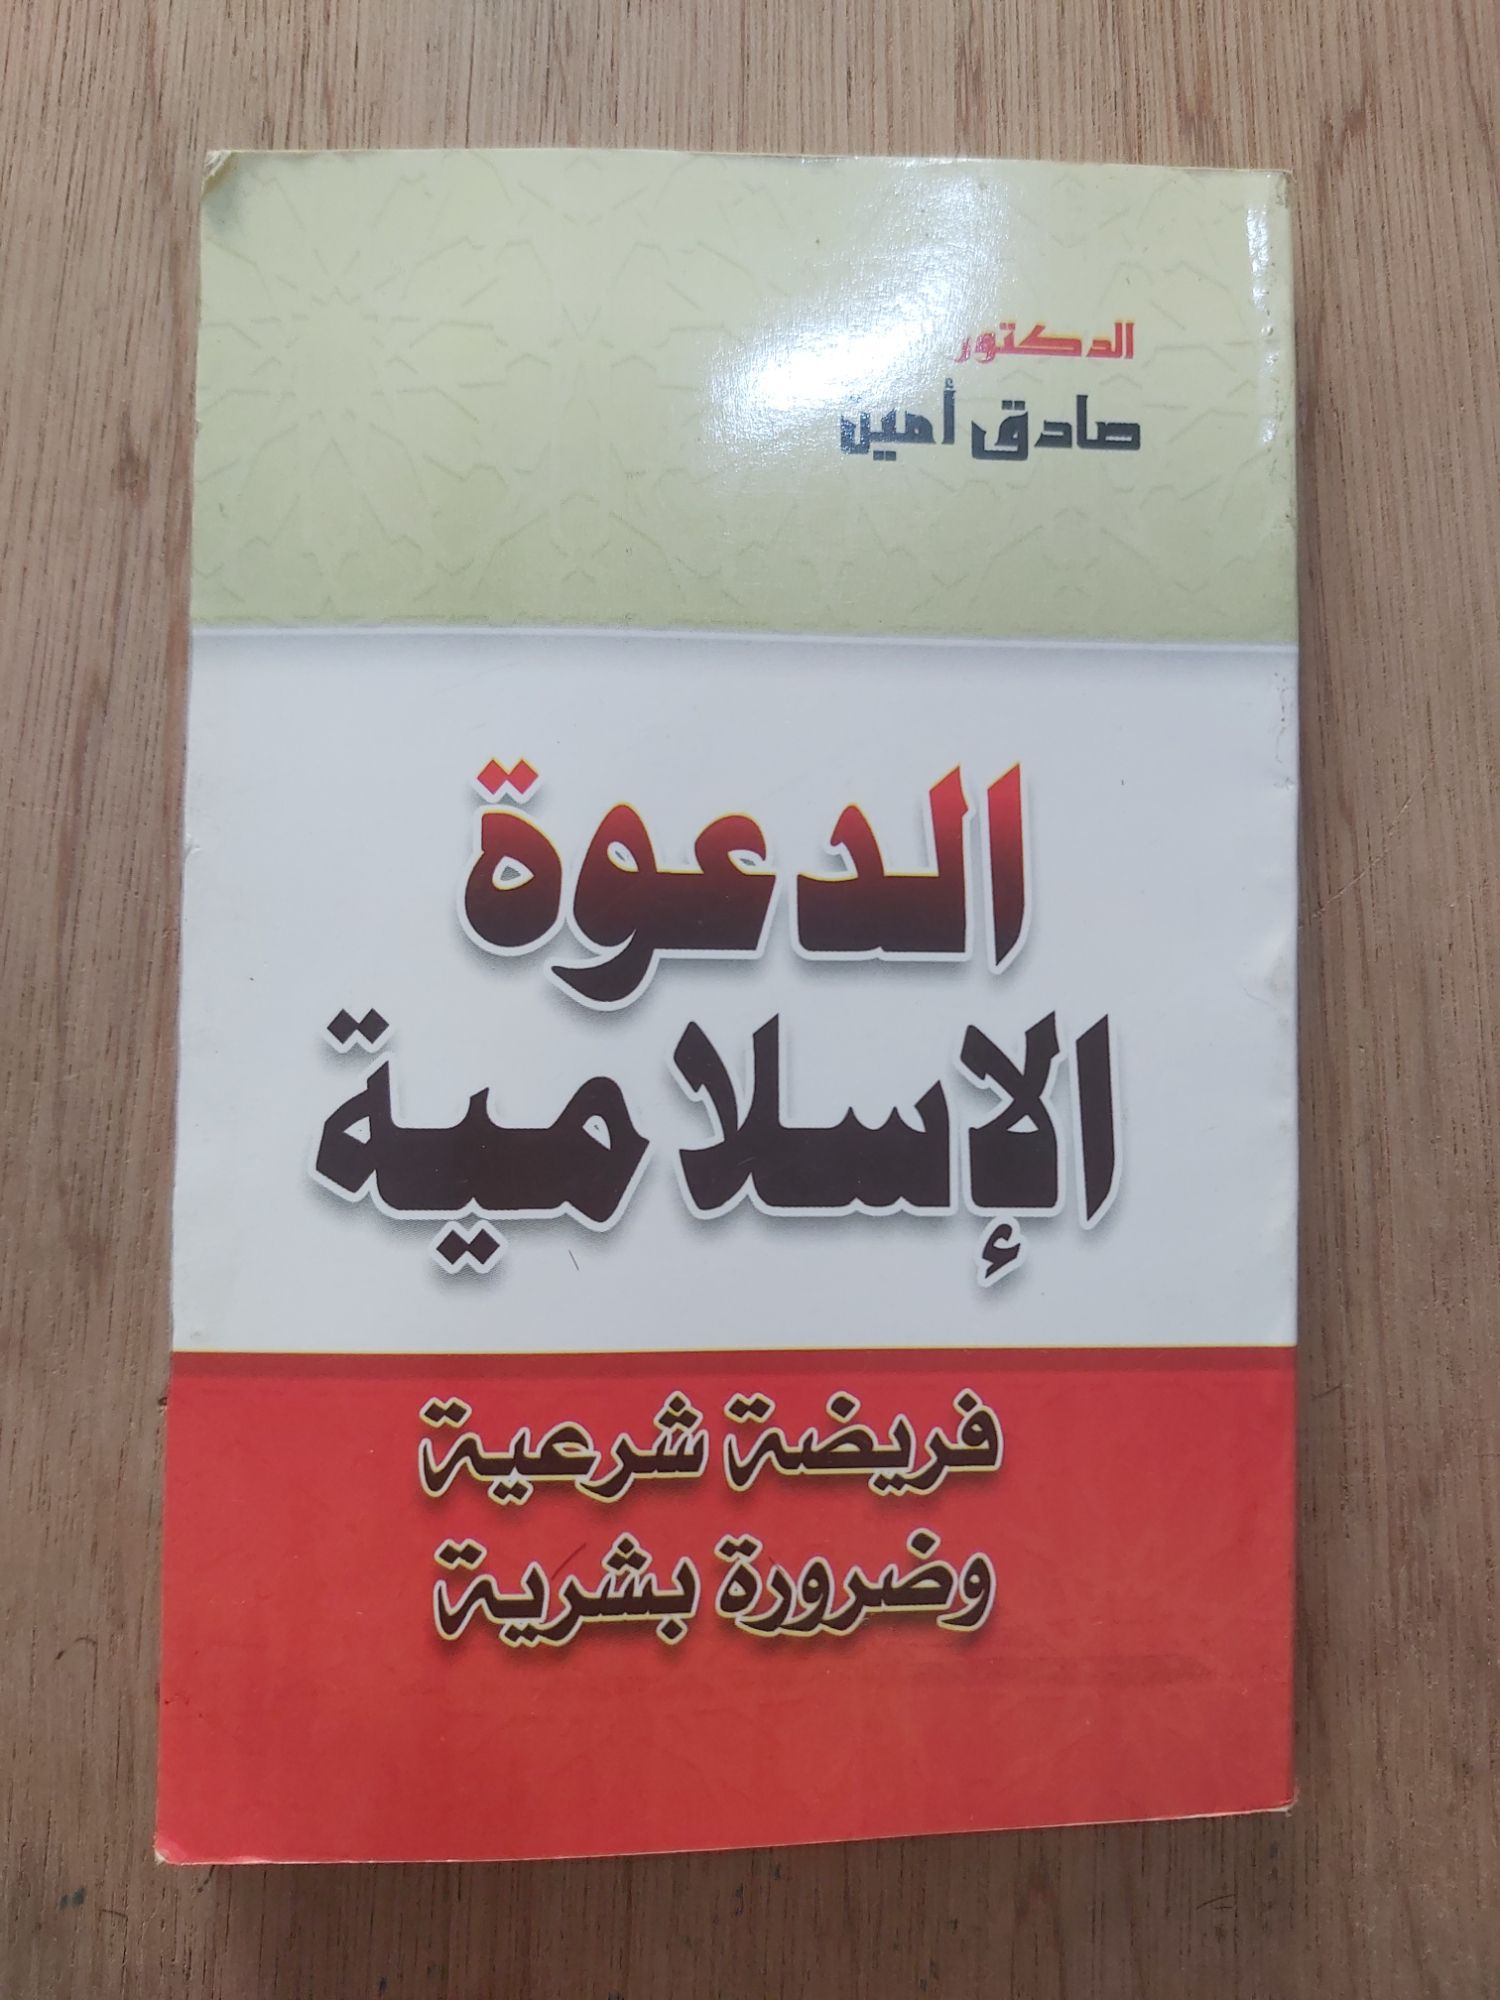 الدكتور
صادق أمين
الدعوة
الإسلامية
فريضة شرعية
وضرورة بشرية